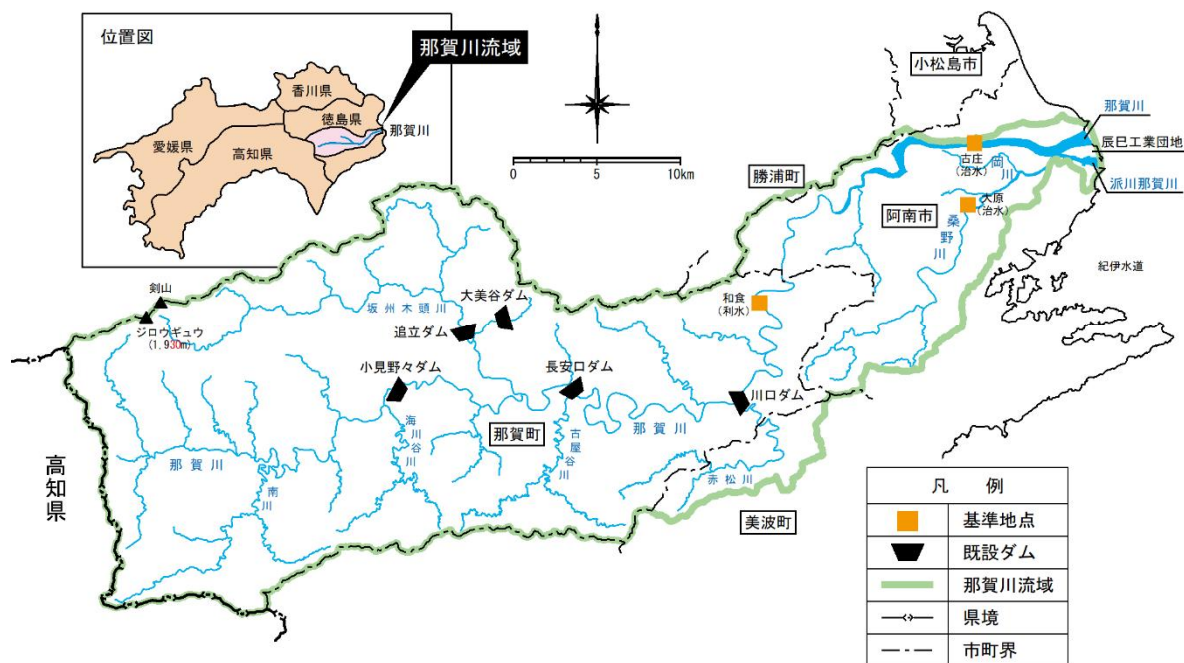 位置図
那賀川流域
香川県
徳島県
那賀川
愛媛県
高知県
0
5
10km
小松島市
那賀川
辰巳工業団地
派川那賀川
古庄
(治水)
岡川
大原
(治水)
勝浦町
阿南市
桑野川
紀伊水道
剣山
ジロウギュウ
(1,930m)
坂州木頭川
大美谷ダム
追立ダム
和食
(利水)
小見野々ダム
長安口ダム
川口ダム
那賀町
那賀川
海川谷川
古屋谷川
那賀川
南川
赤松川
美波町
高知県
凡 例
基準地点
既設ダム
那賀川流域
県境
市町界